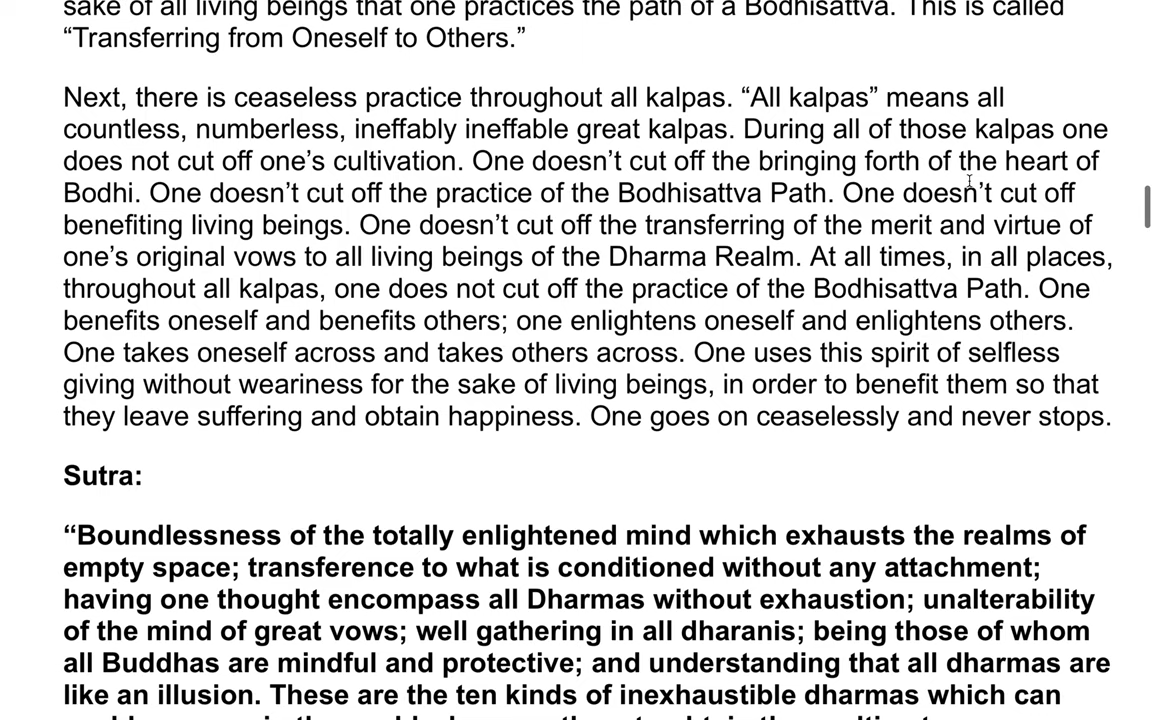 sake of all living beings that one practices the path of a Bodhisattva. This is called
“Transferring from Oneself to Others.”
Next, there is ceaseless practice throughout all kalpas. “All kalpas” means all
countless, numberless, ineffably ineffable great kalpas. During all of those kalpas one
does not cut off one’s cultivation. One doesn’t cut off the bringing forth of the heart of
Bodhi. One doesn’t cut off the practice of the Bodhisattva Path. One doesn’t cut off
benefiting living beings. One doesn’t cut off the transferring of the merit and virtue of
one’s original vows to all living beings of the Dharma Realm. At all times, in all places,
throughout all kalpas, one does not cut off the practice of the Bodhisattva Path. One
benefits oneself and benefits others; one enlightens oneself and enlightens others.
One takes oneself across and takes others across. One uses this spirit of selfless
giving without weariness for the sake of living beings, in order to benefit them so that
they leave suffering and obtain happiness. One goes on ceaselessly and never stops.
Sutra:
“Boundlessness of the totally enlightened mind which exhausts the realms of
empty space; transference to what is conditioned without any attachment;
having one thought encompass all Dharmas without exhaustion; unalterability
of the mind of great vows; well gathering in all dharanis; being those of whom
all Buddhas are mindful and protective; and understanding that all dharmas are
like an illusion. These are the ten kinds of inexhaustible dharmas which can